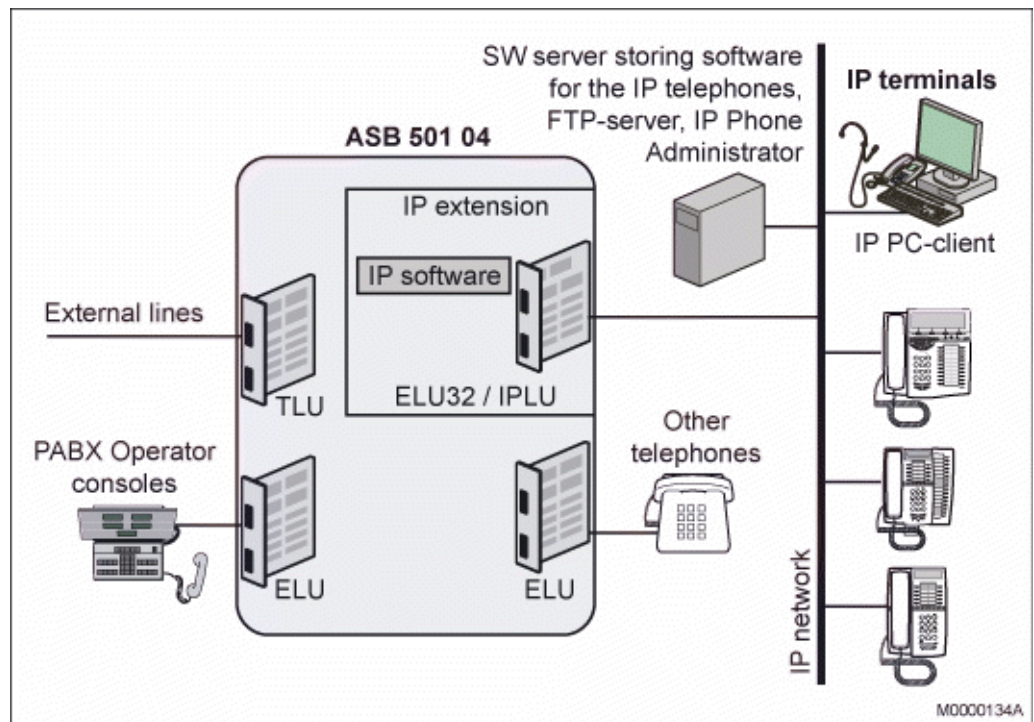 SW server storing software
for the IP telephones,
FTP-server, IP Phone
Administrator
IP terminals
ASB 501 04
IP extension
IP software
IP PC-client
External lines
TLU
ELU32 / IPLU
PABX Operator
consoles
Other
telephones
ELU
ELU
IP network
M0000134A